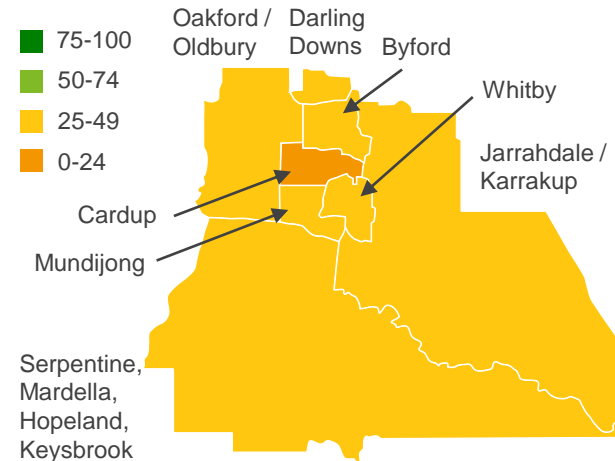 75-100
50-74
25-49
0-24
Oakford /
Oldbury
Darling
Downs
Byford
Whitby
Jarrahdale /
Karrakup
Cardup
Mundijong
Serpentine,
Mardella,
Hopeland,
Keysbrook